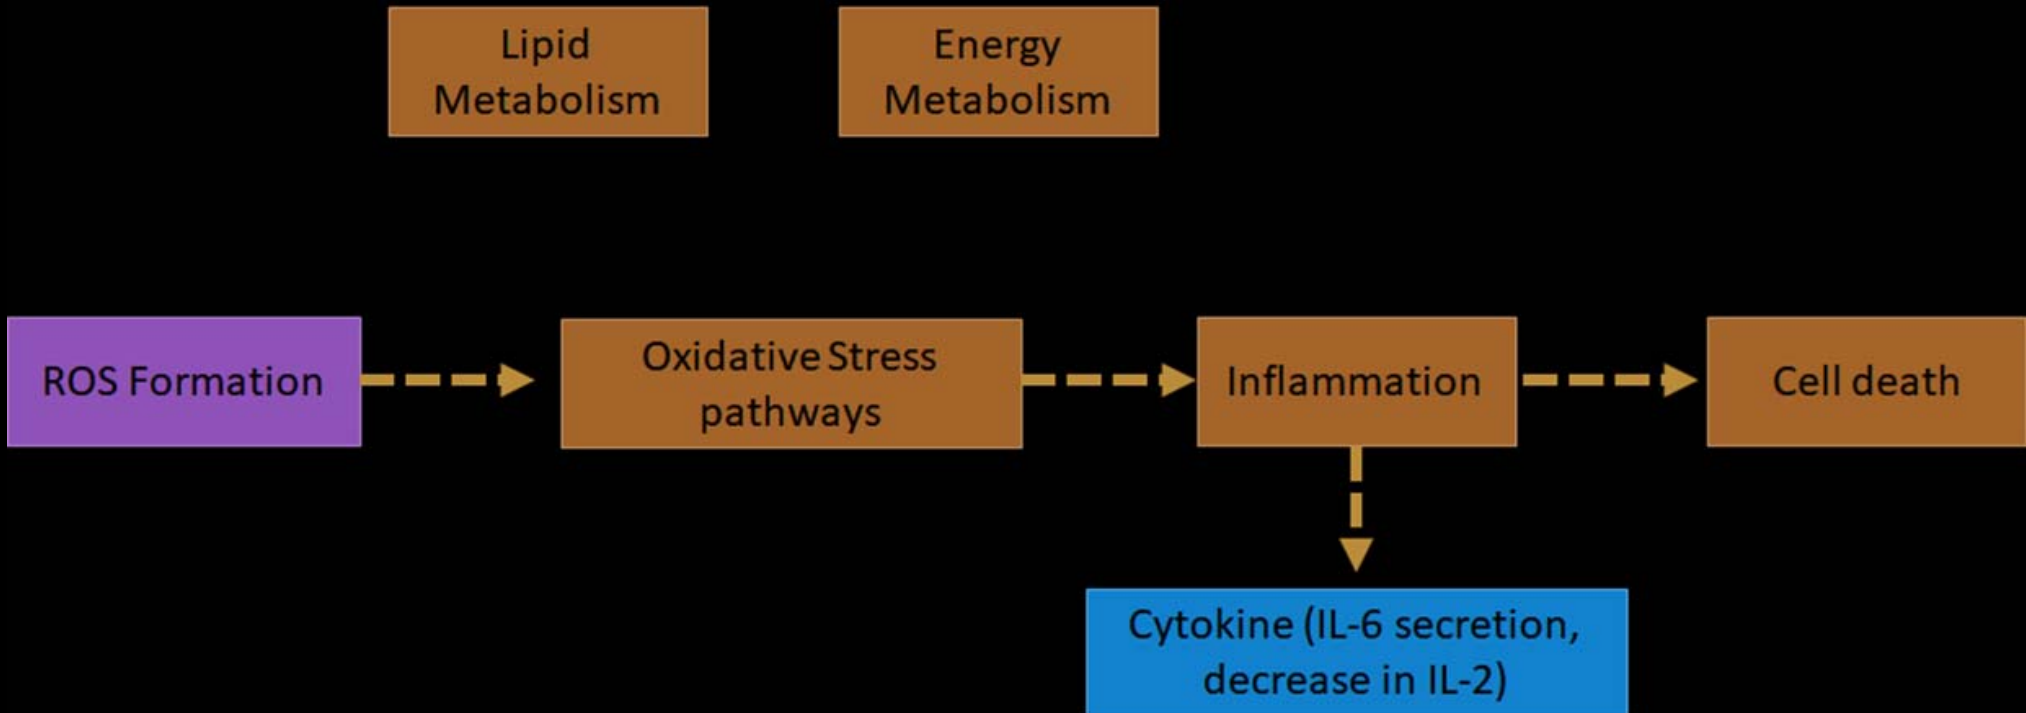 Lipid
Metabolism
Energy
Metabolism
ROS Formation
Oxidative Stress
pathways
Inflammation
Cell death
Cytokine (IL-6 secretion,
decrease in IL-2)